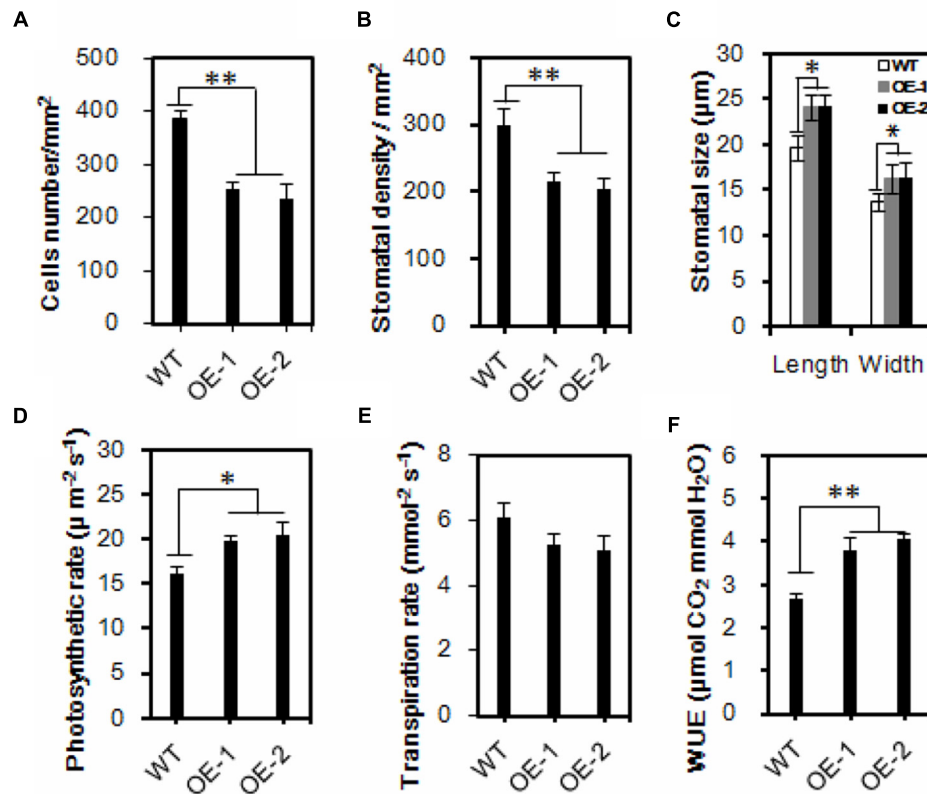 A
Cells number/mm²
500
400
300
200
100
0
**
WT
OE-1
OE-2
B
Stomatal density / mm²
400
300
200
100
0
**
WT
OE-1
OE-2
C
Stomatal size (µm)
30
25
20
15
10
5
0
*
*
WT
OE-1
OE-2
Length Width
D
Photosynthetic rate (µ m⁻² s⁻¹)
30
25
20
15
10
5
0
*
WT
OE-1
OE-2
E
Transpiration rate (mmol⁻² s⁻¹)
8
6
4
2
0
WT
OE-1
OE-2
F
WUE (µmol CO₂ mmol H₂O)
6
5
4
3
2
1
0
**
WT
OE-1
OE-2